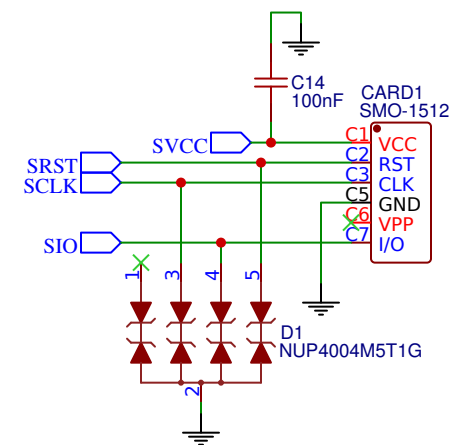 C14
100nF
CARD1
SMO-1512
SVCC
C1
VCC
SRST
C2
RST
SCLK
C3
CLK
C5
GND
C6
VPP
SIO
C7
I/O
1
3
4
5
D1
NUP4004M5T1G
2